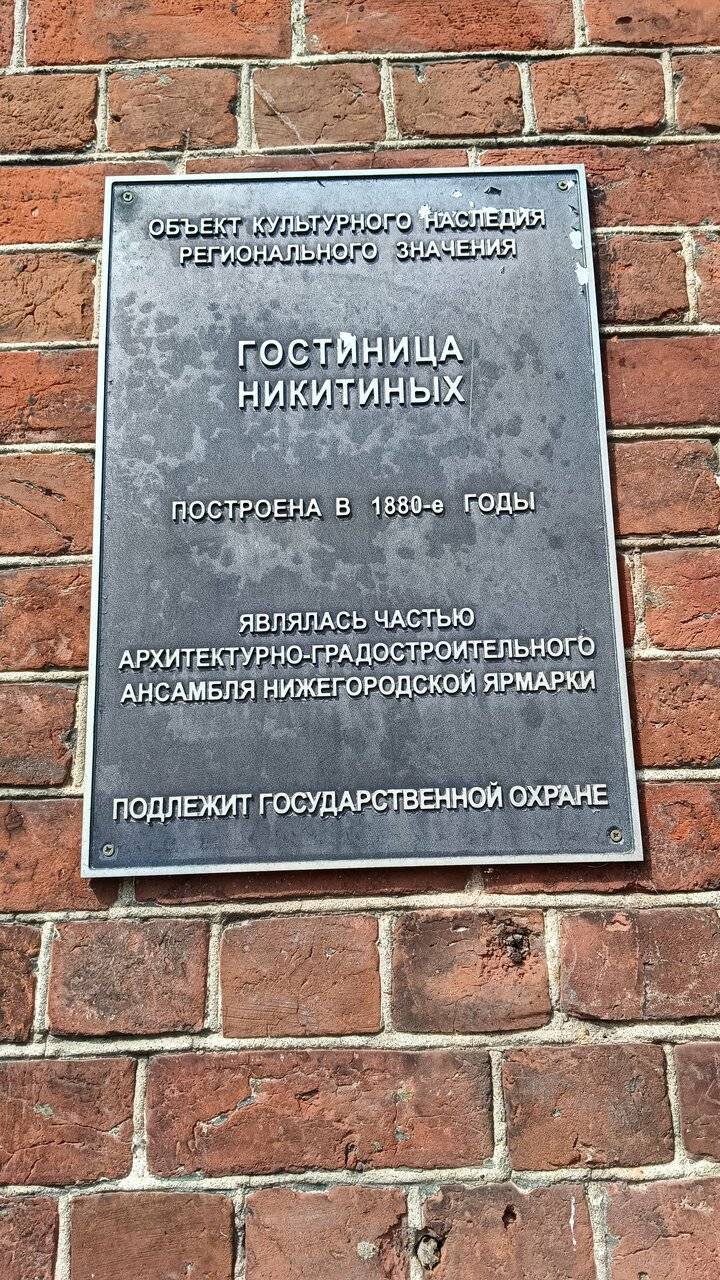 ОБЪЕКТ КУЛЬТУРНОГО НАСЛЕДИЯ
РЕГИОНАЛЬНОГО ЗНАЧЕНИЯ
ГОСТИНИЦА
НИКИТИНЫХ
ПОСТРОЕНА В 1880-е ГОДЫ
ЯВЛЯЛАСЬ ЧАСТЬЮ
АРХИТЕКТУРНО-ГРАДОСТРОИТЕЛЬНОГО
АНСАМБЛЯ НИЖЕГОРОДСКОЙ ЯРМАРКИ
ПОДЛЕЖИТ ГОСУДАРСТВЕННОЙ ОХРАНЕ